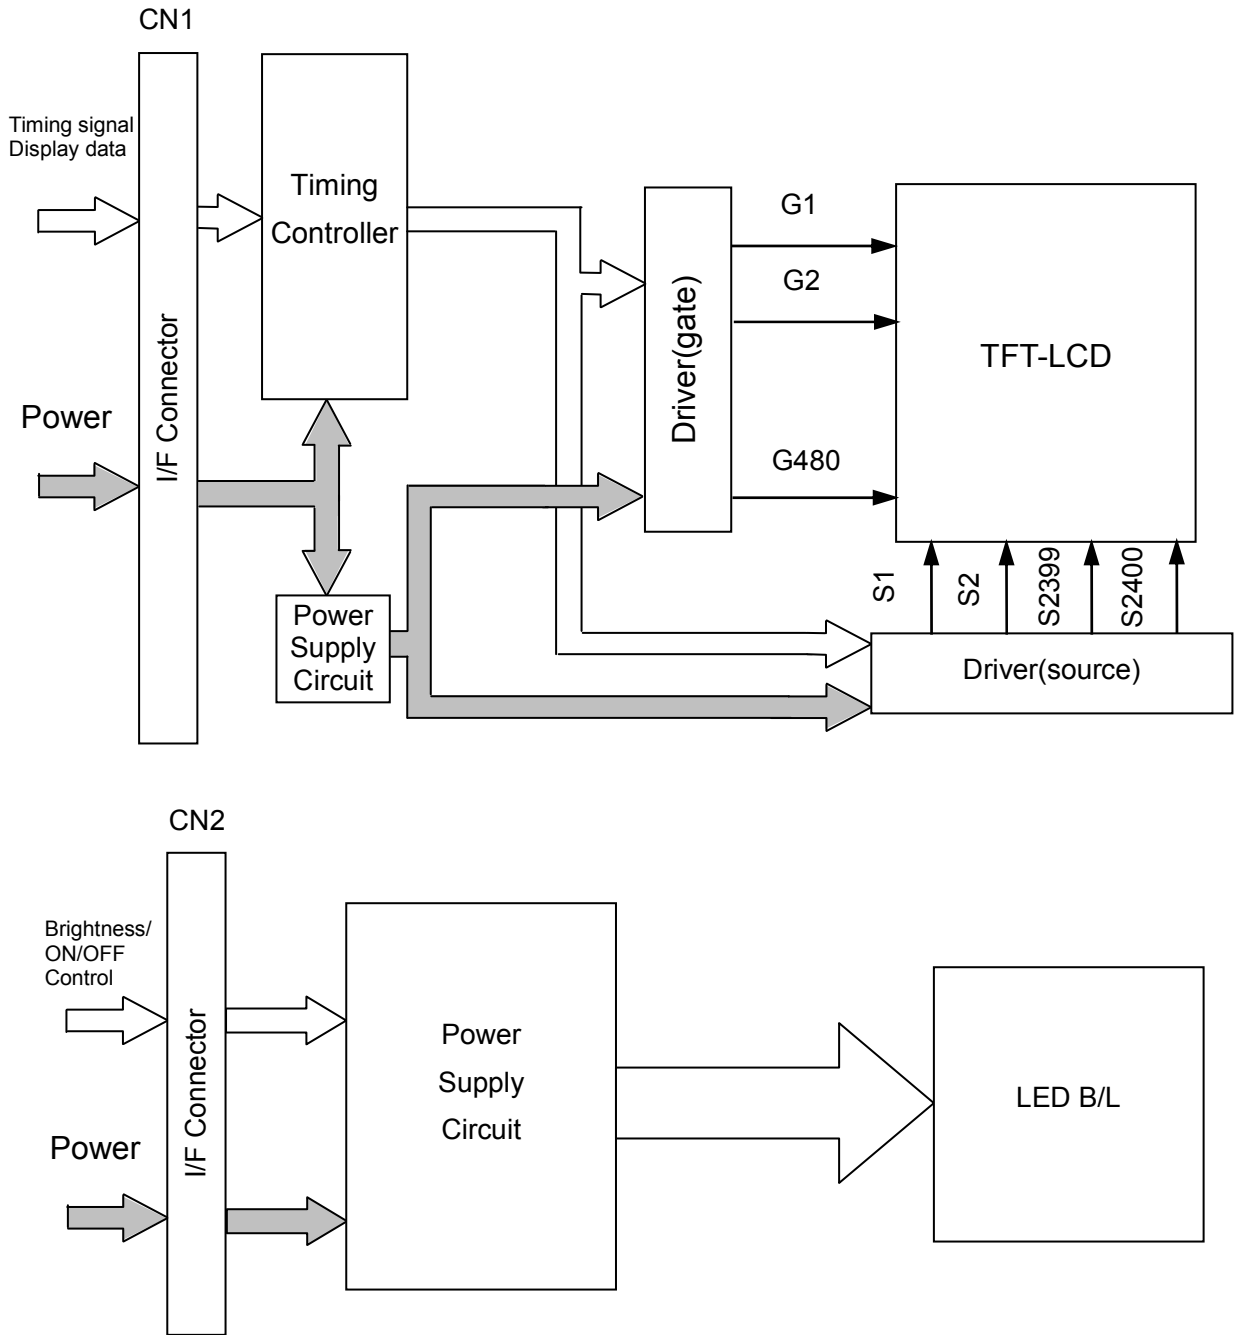 CN1
Timing signal
Display data
Power
I/F Connector
Timing
Controller
Power
Supply
Circuit
Driver(gate)
G1
G2
G480
TFT-LCD
S1
S2
S2399
S2400
Driver(source)
CN2
Brightness/
ON/OFF
Control
Power
I/F Connector
Power
Supply
Circuit
LED B/L